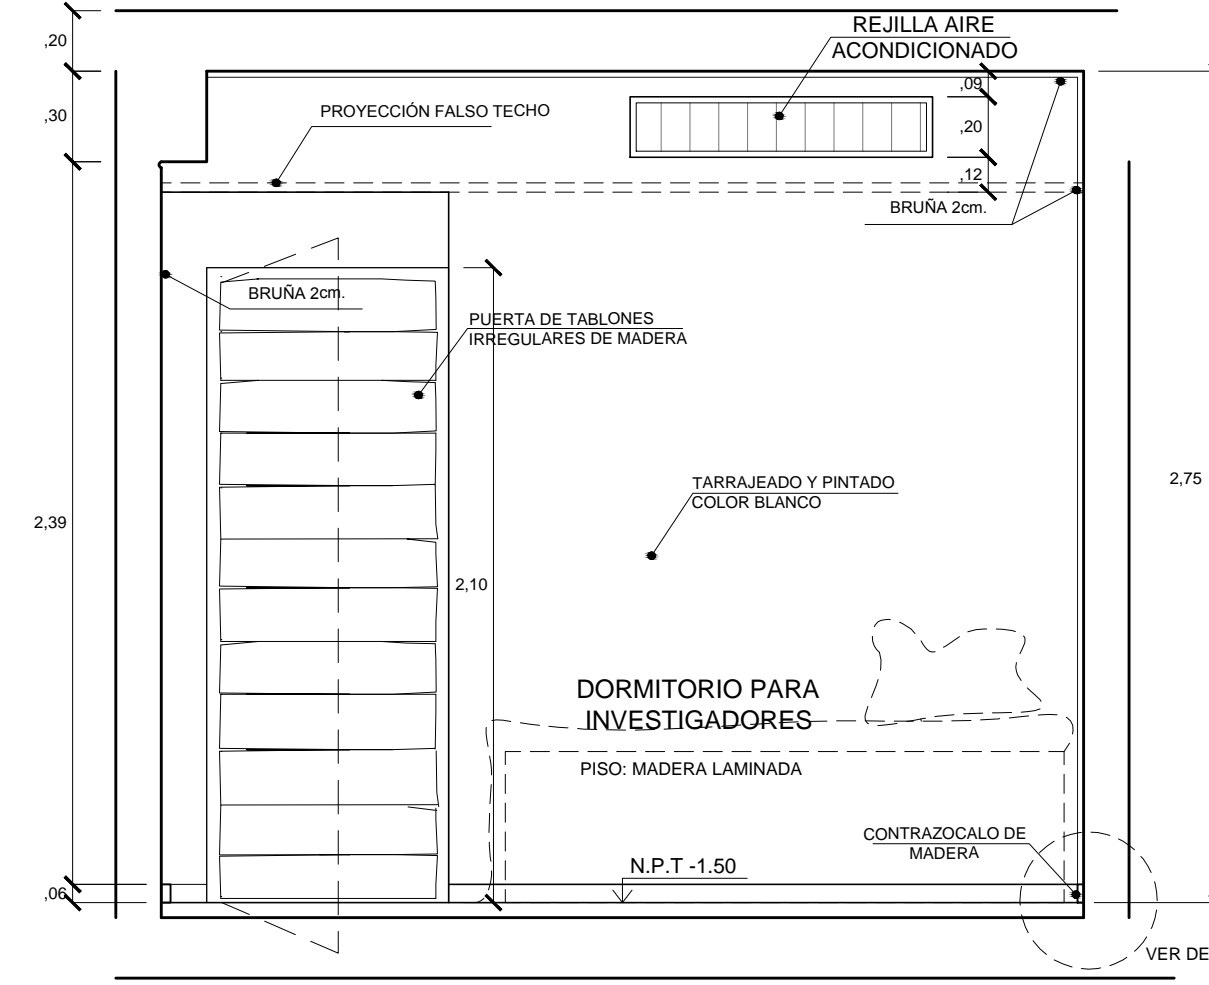 REJILLA AIRE
ACONDICIONADO
,20
,09
,30
PROYECCIÓN FALSO TECHO
,20
,12
BRUÑA 2cm.
BRUÑA 2cm.
PUERTA DE TABLONES
IRREGULARES DE MADERA
2,75
TARRAJEADO Y PINTADO
COLOR BLANCO
2,39
2,10
DORMITORIO PARA
INVESTIGADORES
PISO: MADERA LAMINADA
CONTRAZOCALO DE
MADERA
N.P.T -1.50
,06
VER DE